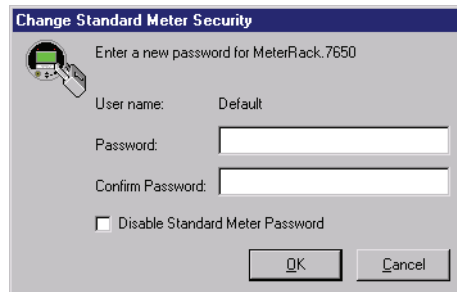 Change Standard Meter Security
Enter a new password for MeterRack.7650
User name: Default
Password:
Confirm Password:
Disable Standard Meter Password
OK Cancel